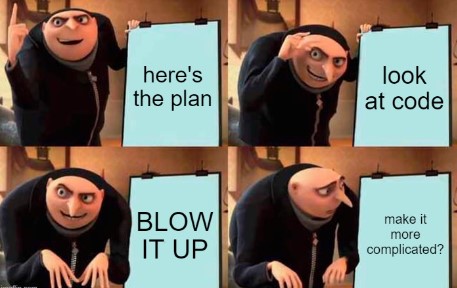 here's
the plan
look
at code
BLOW
IT UP
make it
more
complicated?